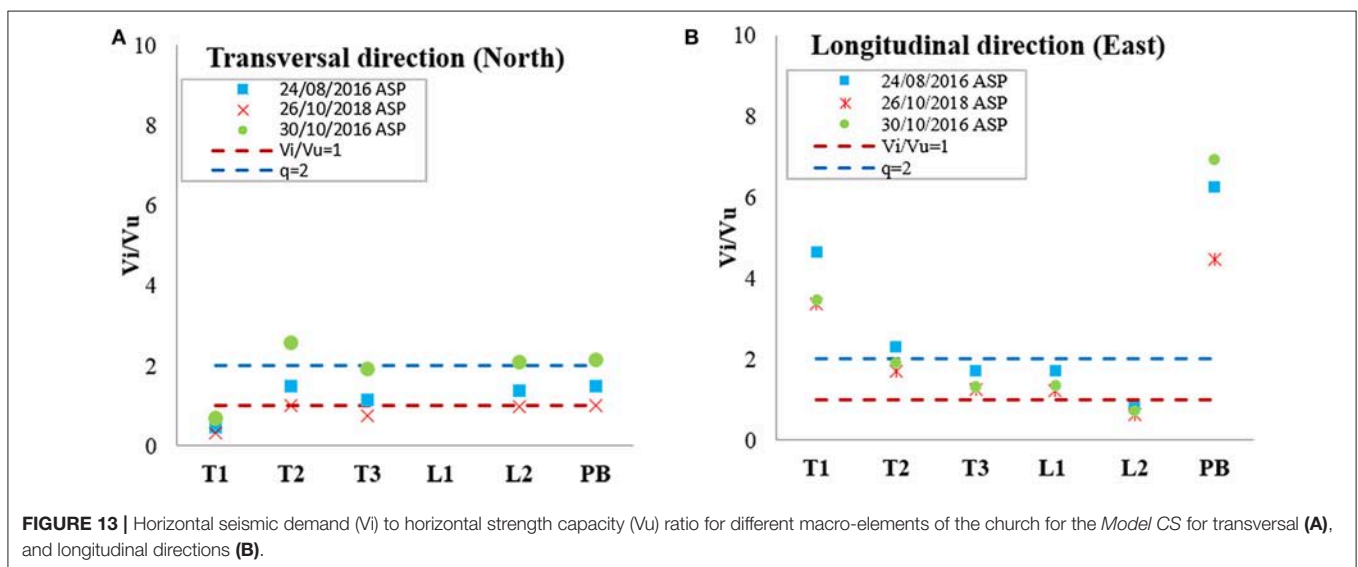 A
10
Transversal direction (North)
24/08/2016 ASP
26/10/2018 ASP
30/10/2016 ASP
Vi/Vu=1
q=2
8
6
4
2
0
Vi/Vu
T1 T2 T3 L1 L2 PB
B
10
Longitudinal direction (East)
24/08/2016 ASP
26/10/2018 ASP
30/10/2016 ASP
Vi/Vu=1
q=2
8
6
4
2
0
Vi/Vu
T1 T2 T3 L1 L2 PB
FIGURE 13 | Horizontal seismic demand (Vi) to horizontal strength capacity (Vu) ratio for different macro-elements of the church for the Model CS for transversal (A),
and longitudinal directions (B).